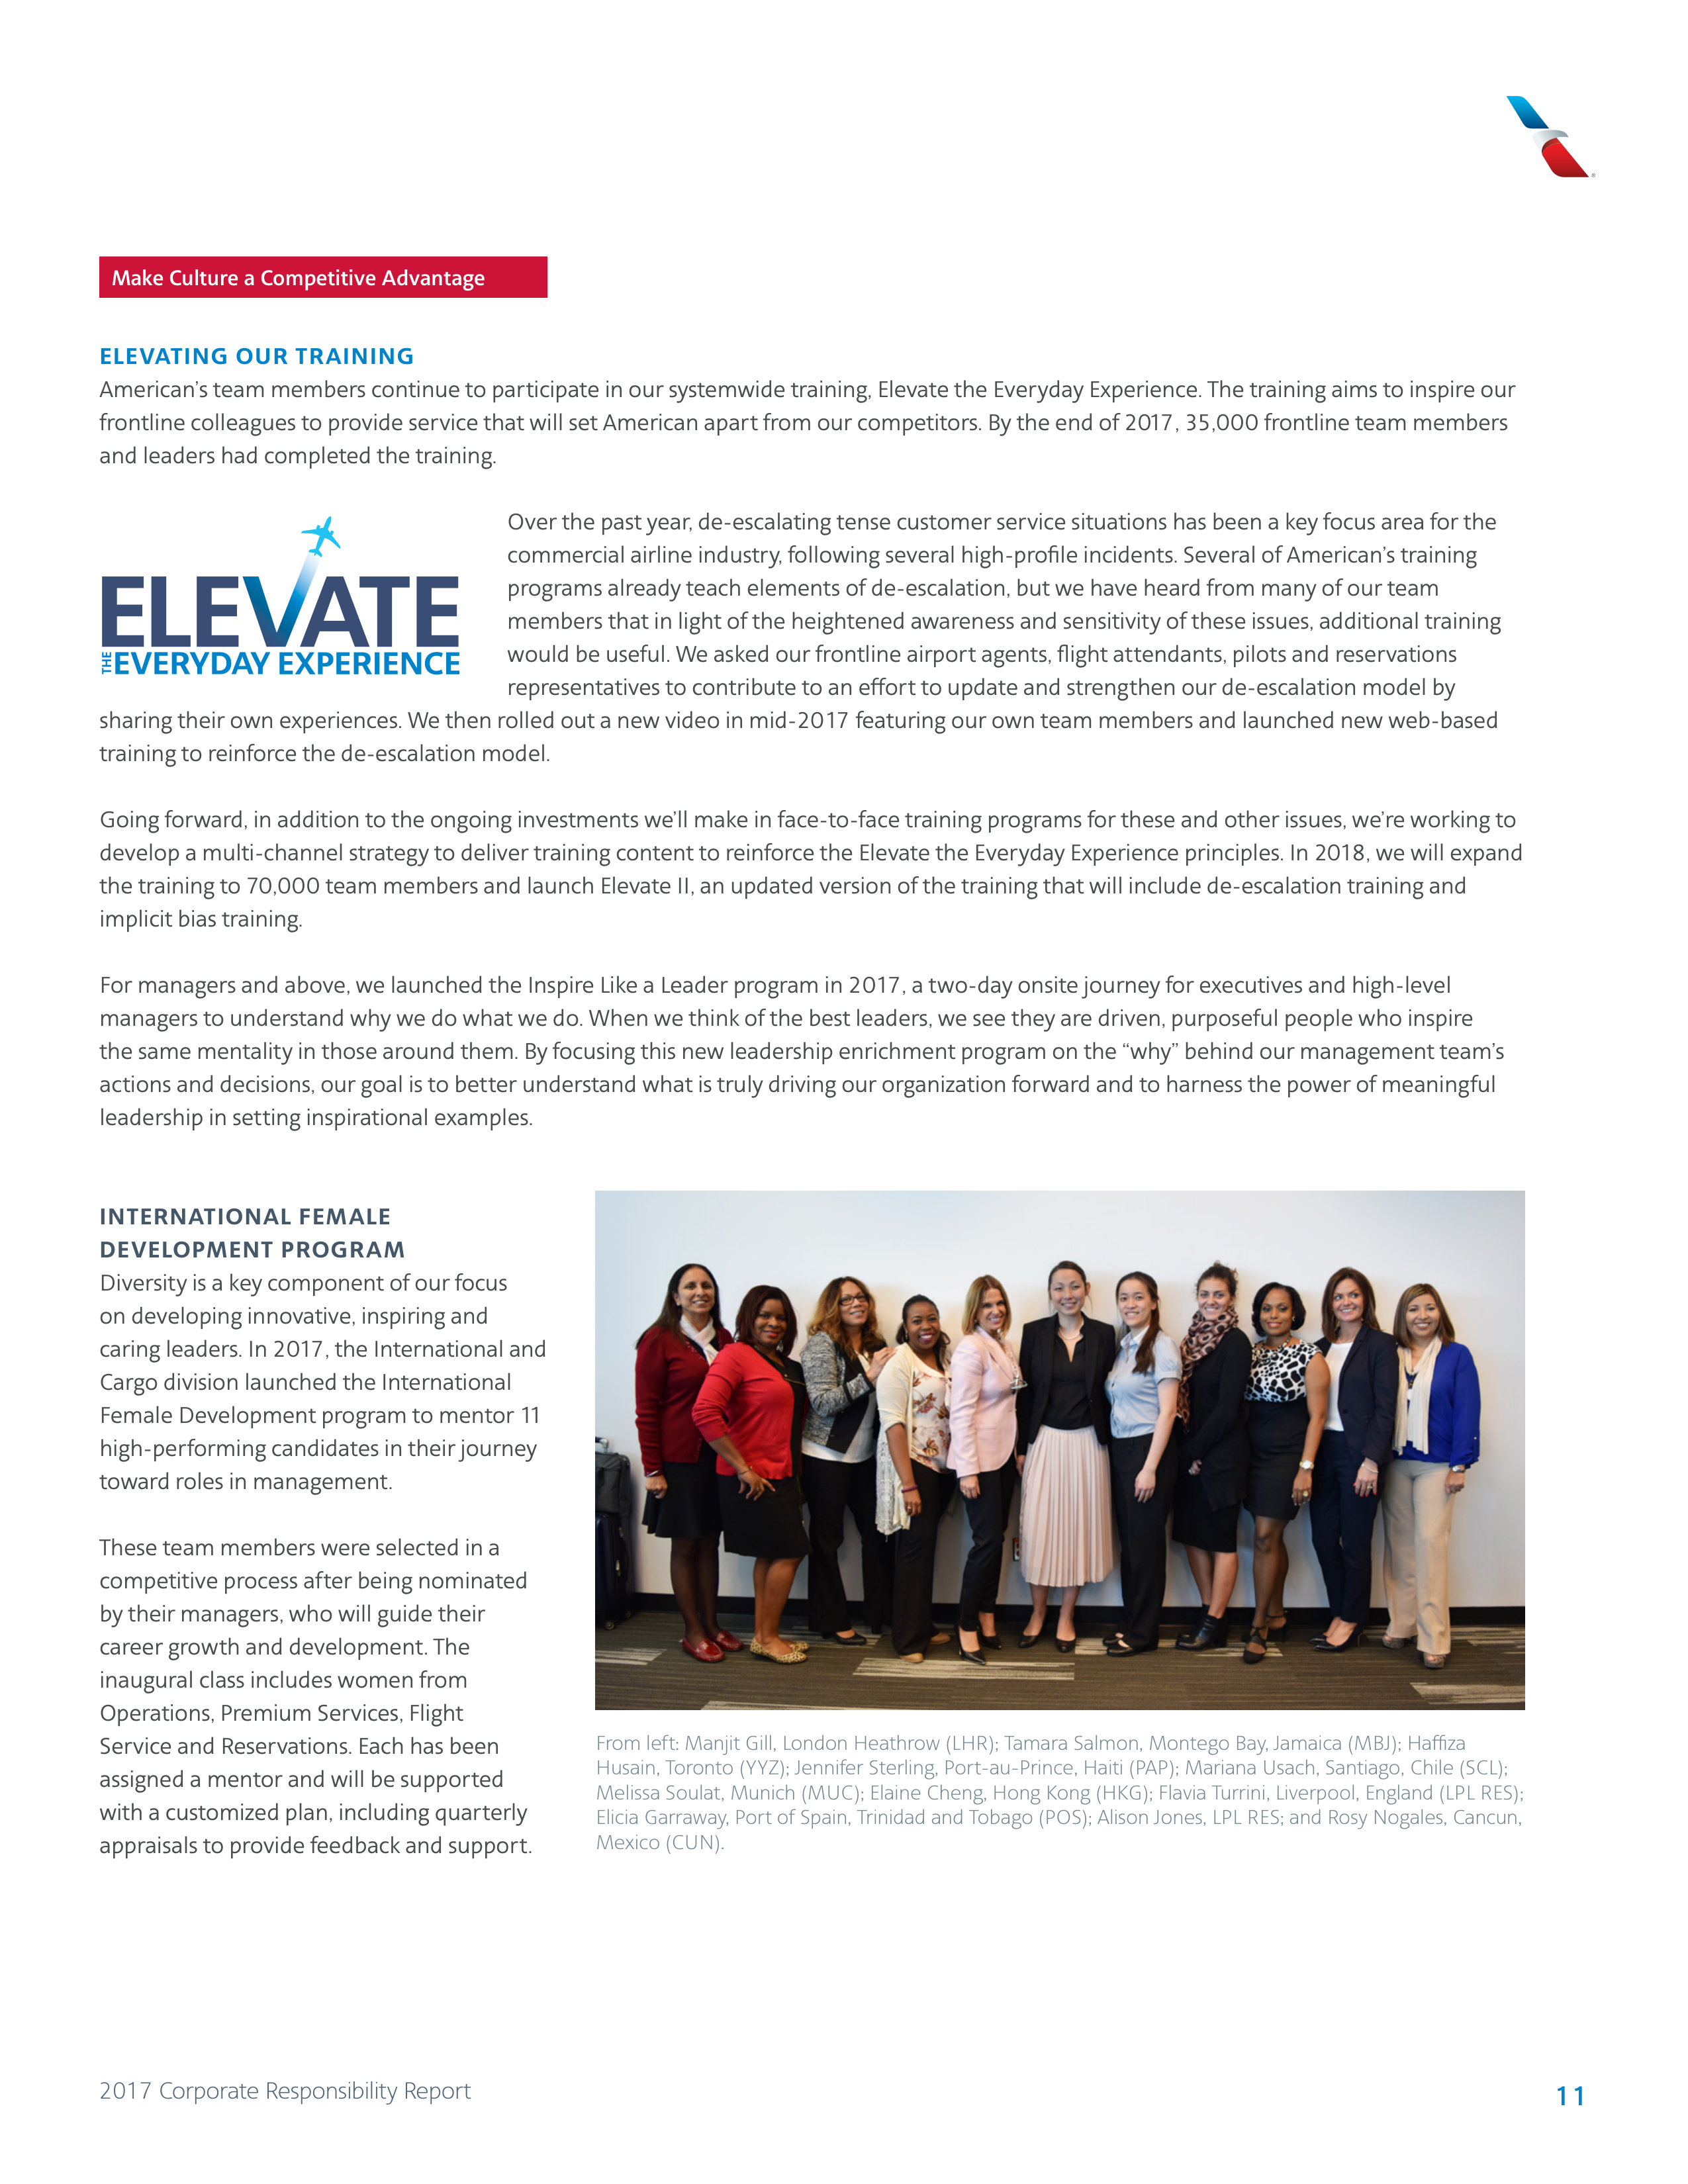 Make Culture a Competitive Advantage
ELEVATING OUR TRAINING
American’s team members continue to participate in our systemwide training, Elevate the Everyday Experience. The training aims to inspire our
frontline colleagues to provide service that will set American apart from our competitors. By the end of 2017, 35,000 frontline team members
and leaders had completed the training.
ELEVATE
THE EVERYDAY EXPERIENCE
Over the past year, de-escalating tense customer service situations has been a key focus area for the
commercial airline industry, following several high-profile incidents. Several of American’s training
programs already teach elements of de-escalation, but we have heard from many of our team
members that in light of the heightened awareness and sensitivity of these issues, additional training
would be useful. We asked our frontline airport agents, flight attendants, pilots and reservations
representatives to contribute to an effort to update and strengthen our de-escalation model by
sharing their own experiences. We then rolled out a new video in mid-2017 featuring our own team members and launched new web-based
training to reinforce the de-escalation model.
Going forward, in addition to the ongoing investments we’ll make in face-to-face training programs for these and other issues, we’re working to
develop a multi-channel strategy to deliver training content to reinforce the Elevate the Everyday Experience principles. In 2018, we will expand
the training to 70,000 team members and launch Elevate II, an updated version of the training that will include de-escalation training and
implicit bias training.
For managers and above, we launched the Inspire Like a Leader program in 2017, a two-day onsite journey for executives and high-level
managers to understand why we do what we do. When we think of the best leaders, we see they are driven, purposeful people who inspire
the same mentality in those around them. By focusing this new leadership enrichment program on the “why” behind our management team’s
actions and decisions, our goal is to better understand what is truly driving our organization forward and to harness the power of meaningful
leadership in setting inspirational examples.
INTERNATIONAL FEMALE
DEVELOPMENT PROGRAM
Diversity is a key component of our focus
on developing innovative, inspiring and
caring leaders. In 2017, the International and
Cargo division launched the International
Female Development program to mentor 11
high-performing candidates in their journey
toward roles in management.
These team members were selected in a
competitive process after being nominated
by their managers, who will guide their
career growth and development. The
inaugural class includes women from
Operations, Premium Services, Flight
Service and Reservations. Each has been
assigned a mentor and will be supported
with a customized plan, including quarterly
appraisals to provide feedback and support.
From left: Manjit Gill, London Heathrow (LHR); Tamara Salmon, Montego Bay, Jamaica (MBJ); Haffiza
Husain, Toronto (YYZ); Jennifer Sterling, Port-au-Prince, Haiti (PAP); Mariana Usach, Santiago, Chile (SCL);
Melissa Soulat, Munich (MUC); Elaine Cheng, Hong Kong (HKG); Flavia Turrini, Liverpool, England (LPL RES);
Elicia Garraway, Port of Spain, Trinidad and Tobago (POS); Alison Jones, LPL RES; and Rosy Nogales, Cancun,
Mexico (CUN).
2017 Corporate Responsibility Report
11